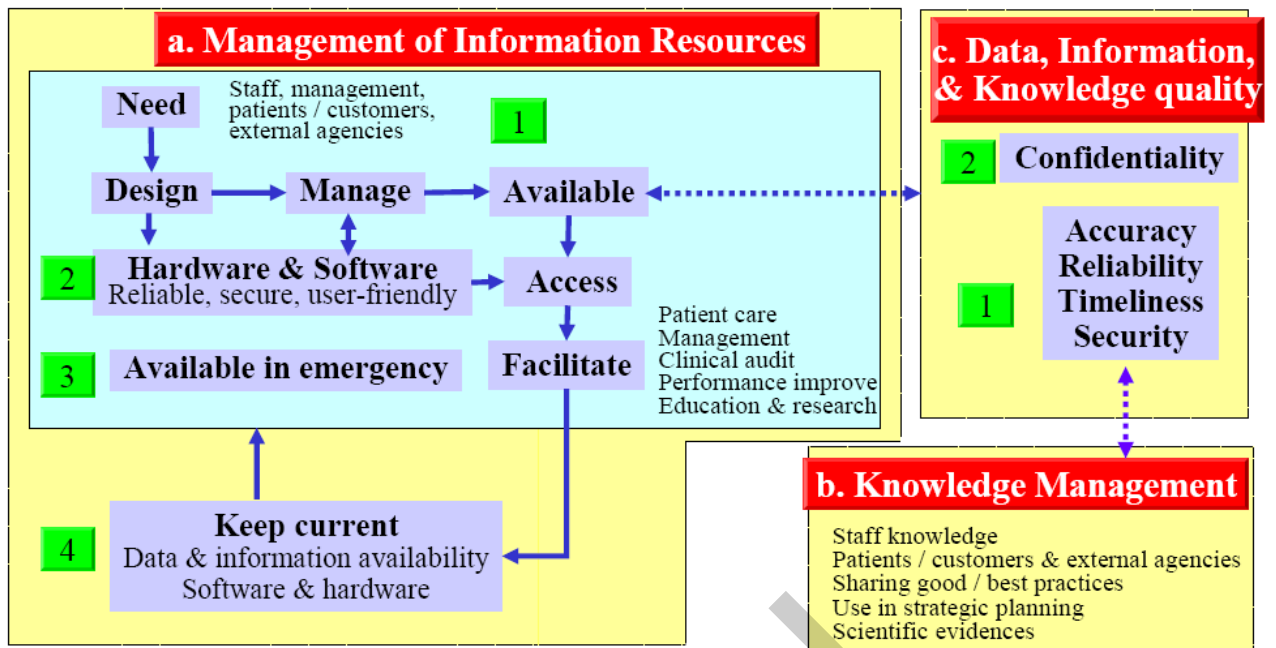 a. Management of Information Resources
Need
Staff, management,
patients / customers,
external agencies
1
Design
Manage
Available
2
Hardware & Software
Reliable, secure, user-friendly
Access
3
Available in emergency
Facilitate
Patient care
Management
Clinical audit
Performance improve
Education & research
4
Keep current
Data & information availability
Software & hardware
c. Data, Information,
& Knowledge quality
2
Confidentiality
1
Accuracy
Reliability
Timeliness
Security
b. Knowledge Management
Staff knowledge
Patients / customers & external agencies
Sharing good / best practices
Use in strategic planning
Scientific evidences